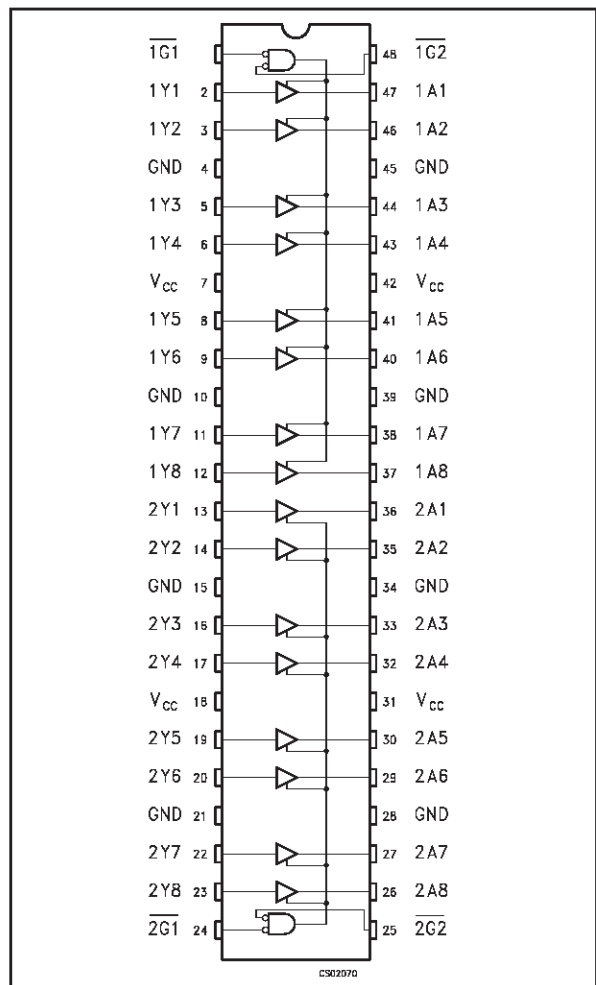 1G1 48 1G2
1Y1 2 47 1A1
1Y2 3 46 1A2
GND 4 45 GND
1Y3 5 44 1A3
1Y4 6 43 1A4
VCC 7 42 VCC
1Y5 8 41 1A5
1Y6 9 40 1A6
GND 10 39 GND
1Y7 11 38 1A7
1Y8 12 37 1A8
2Y1 13 36 2A1
2Y2 14 35 2A2
GND 15 34 GND
2Y3 16 33 2A3
2Y4 17 32 2A4
VCC 18 31 VCC
2Y5 19 30 2A5
2Y6 20 29 2A6
GND 21 28 GND
2Y7 22 27 2A7
2Y8 23 26 2A8
2G1 24 25 2G2
CS02070